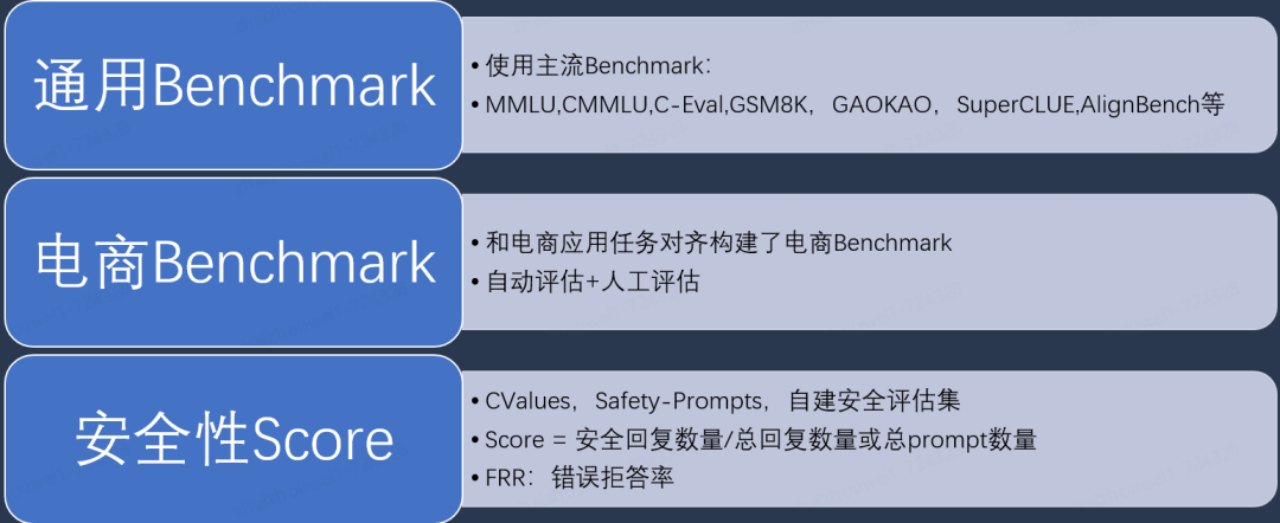 通用Benchmark
• 使用主流Benchmark：
• MMLU,CMMLU,C-Eval,GSM8K，GAOKAO，SuperCLUE,AlignBench等
电商Benchmark
• 和电商应用任务对齐构建了电商Benchmark
• 自动评估+人工评估
安全性Score
• CValues，Safety-Prompts，自建安全评估集
• Score = 安全回复数量/总回复数量或总prompt数量
• FRR：错误拒答率